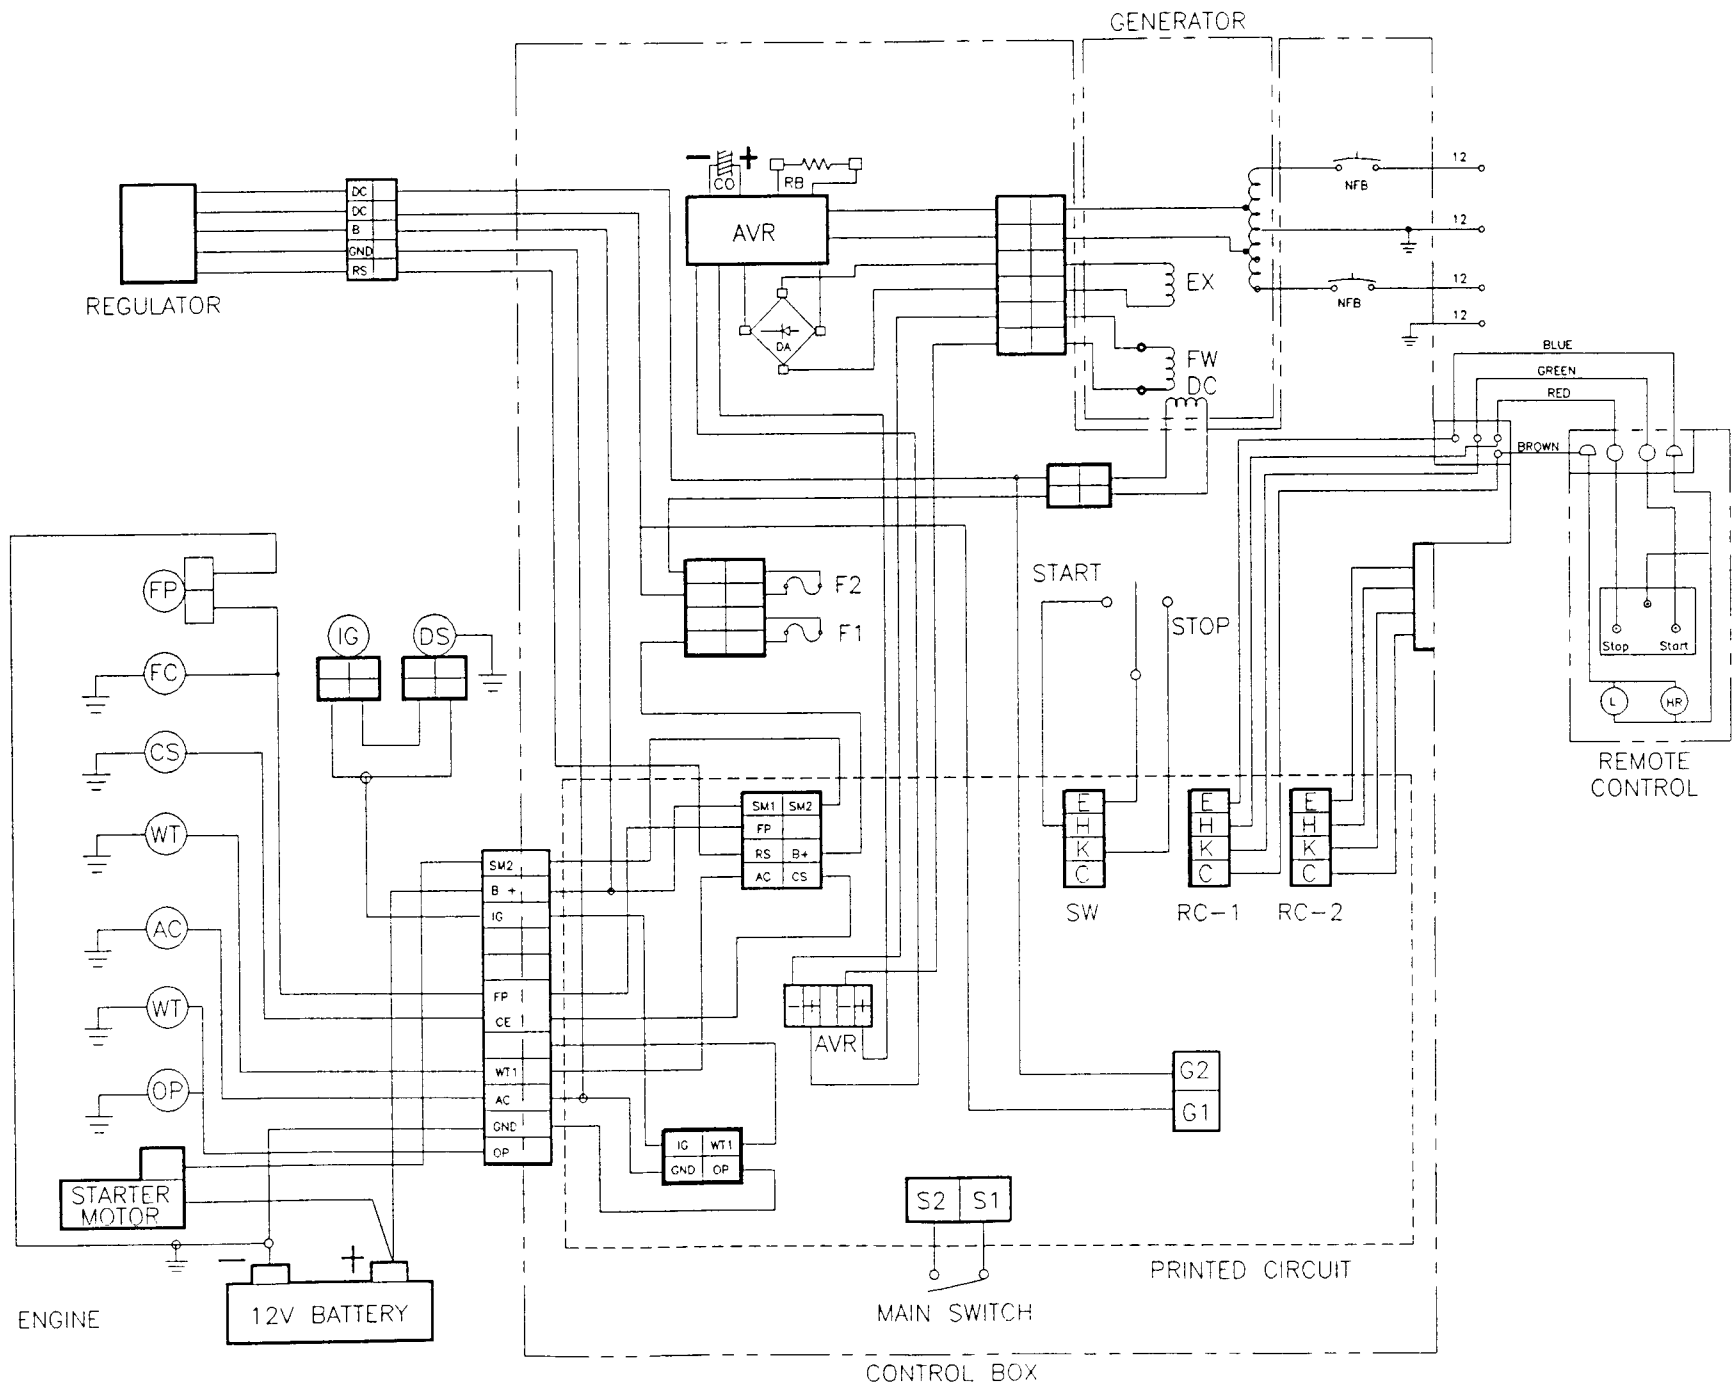 GENERATOR
12
NFB
CO
RB
DC
DC
B
GND
RS
AVR
12
REGULATOR
EX
12
NFB
12
DA
FW
DC
BLUE
GREEN
RED
BROWN
FP
START
F2
STOP
F1
IG
DS
FC
Stop
Start
L
HR
CS
REMOTE
CONTROL
SM1 SM2
FP
RS B+
AC CS
E
H
K
C
E
H
K
C
E
H
K
C
WT
SM2
B +
IG
SW
RC-1
RC-2
AC
FP
CE
WT
- + - +
AVR
WT1
G2
OP
AC
G1
GND
OP
IG WT1
GND OP
STARTER
MOTOR
S2 S1
- +
PRINTED CIRCUIT
12V BATTERY
ENGINE
MAIN SWITCH
CONTROL BOX